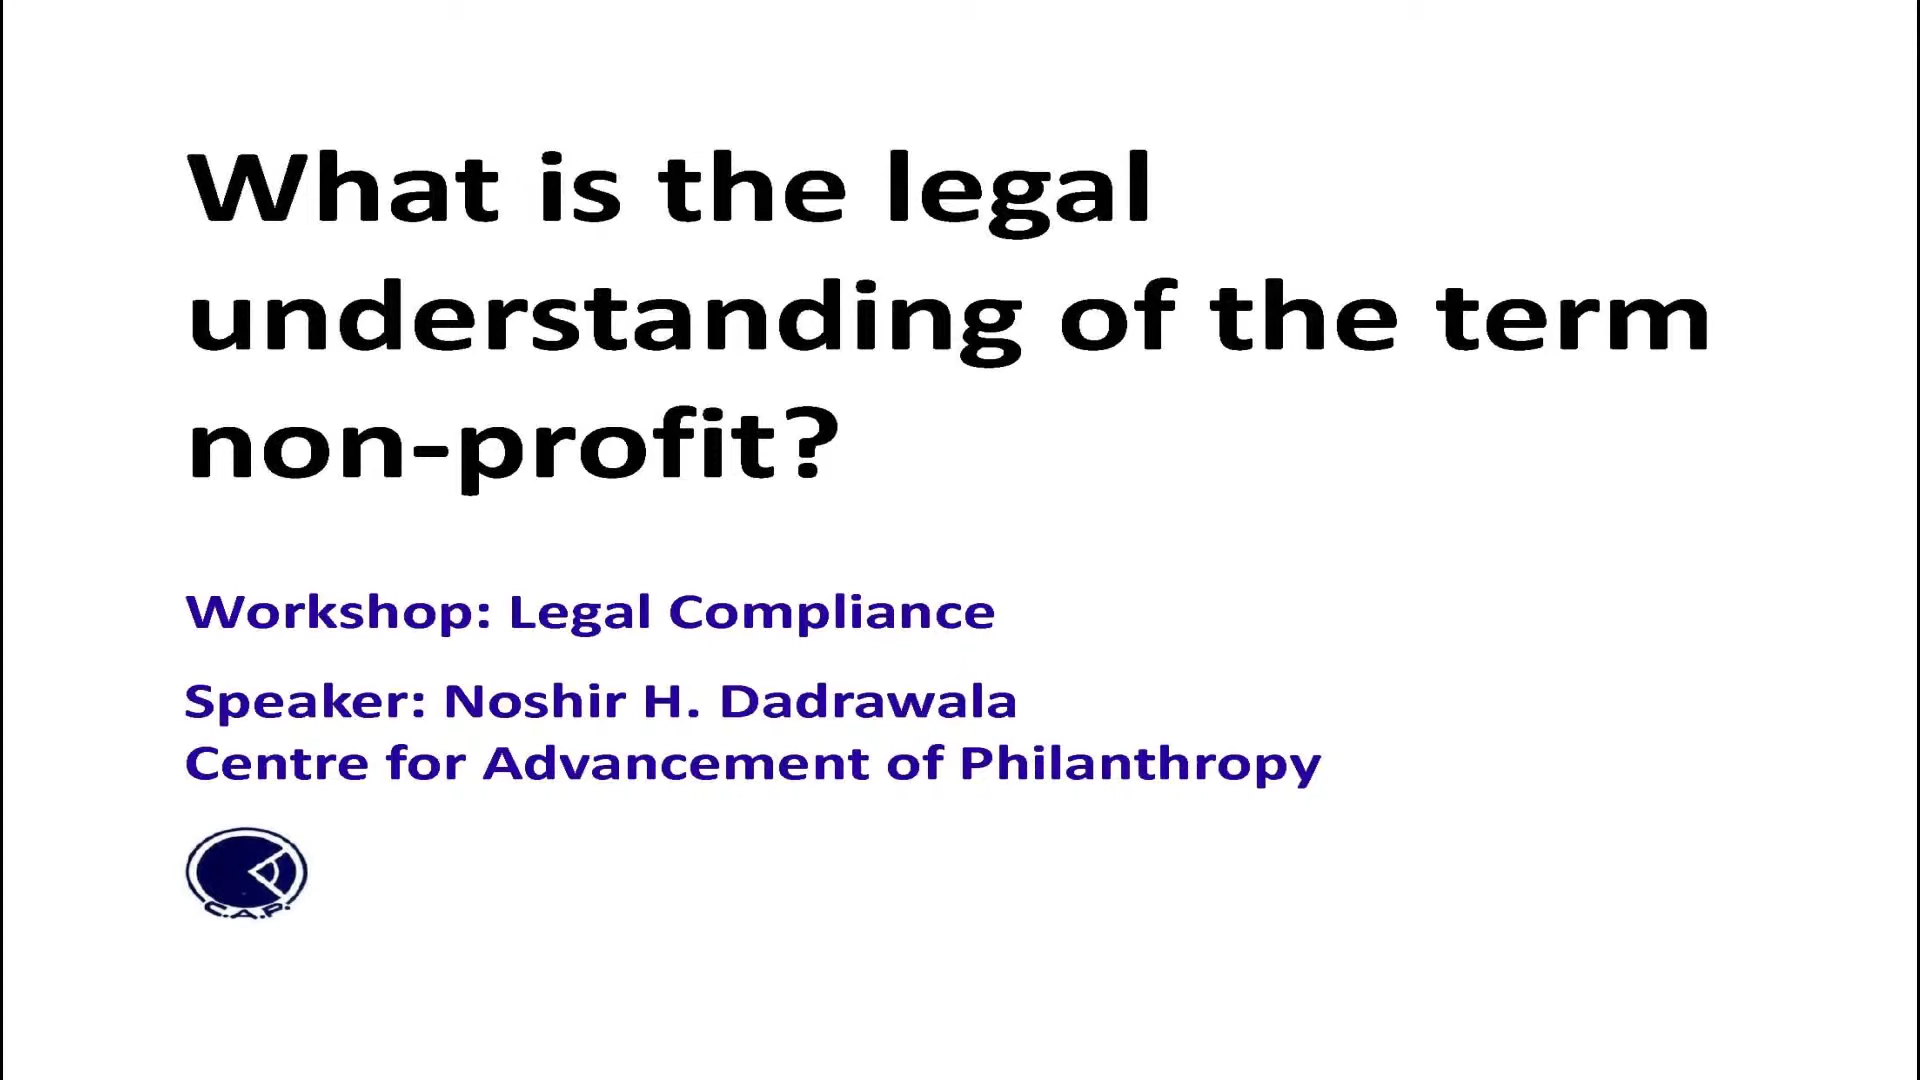 What is the legal
understanding of the term
non-profit?
Workshop: Legal Compliance
Speaker: Noshir H. Dadrawala
Centre for Advancement of Philanthropy
C.A.P.